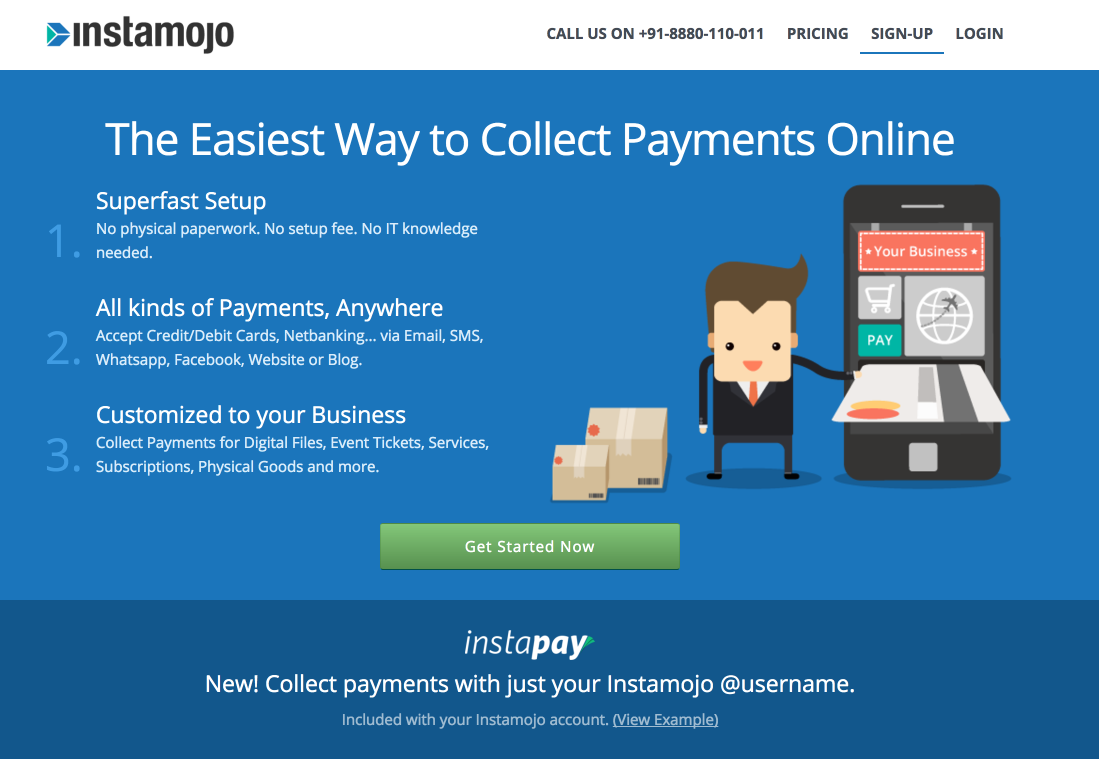 instamojo
CALL US ON +91-8880-110-011 PRICING SIGN-UP LOGIN
The Easiest Way to Collect Payments Online
1.
Superfast Setup
No physical paperwork. No setup fee. No IT knowledge
needed.
2.
All kinds of Payments, Anywhere
Accept Credit/Debit Cards, Netbanking... via Email, SMS,
Whatsapp, Facebook, Website or Blog.
3.
Customized to your Business
Collect Payments for Digital Files, Event Tickets, Services,
Subscriptions, Physical Goods and more.
Your Business
PAY
Get Started Now
instapay
New! Collect payments with just your Instamojo @username.
Included with your Instamojo account. (View Example)